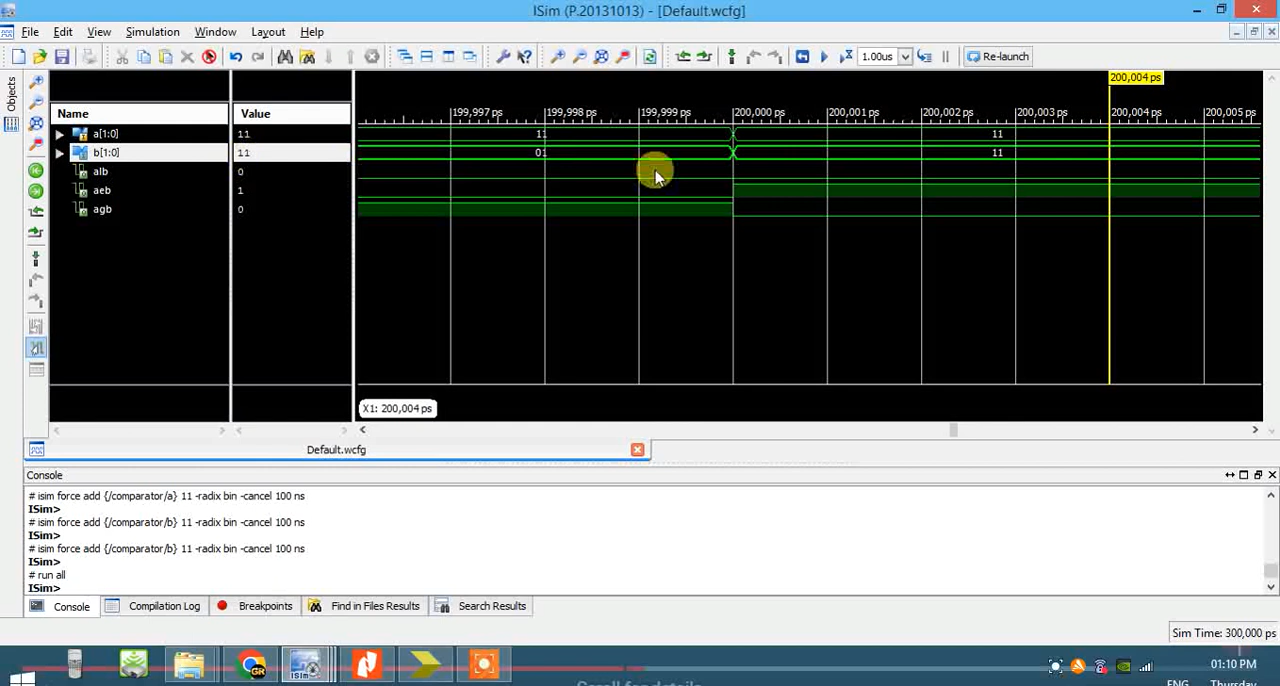 ISim (P.20131013) - [Default.wcfg]
File Edit View Simulation Window Layout Help
1.00us Re-launch
Objects
200,004 ps
Name Value
199,997 ps 199,998 ps 199,999 ps 200,000 ps 200,001 ps 200,002 ps 200,003 ps 200,004 ps 200,005 ps
a[1:0] 11 11 11
b[1:0] 11 01 11
alb 0
aeb 1
agb 0
X1: 200,004 ps
Default.wcfg
Console
# isim force add {/comparator/a} 11 -radix bin -cancel 100 ns
ISim>
# isim force add {/comparator/b} 11 -radix bin -cancel 100 ns
ISim>
# isim force add {/comparator/b} 11 -radix bin -cancel 100 ns
ISim>
# run all
ISim>
Console Compilation Log Breakpoints Find in Files Results Search Results
Sim Time: 300,000 ps
GR ISim 01:10 PM
Scroll for details
ENG Thursday